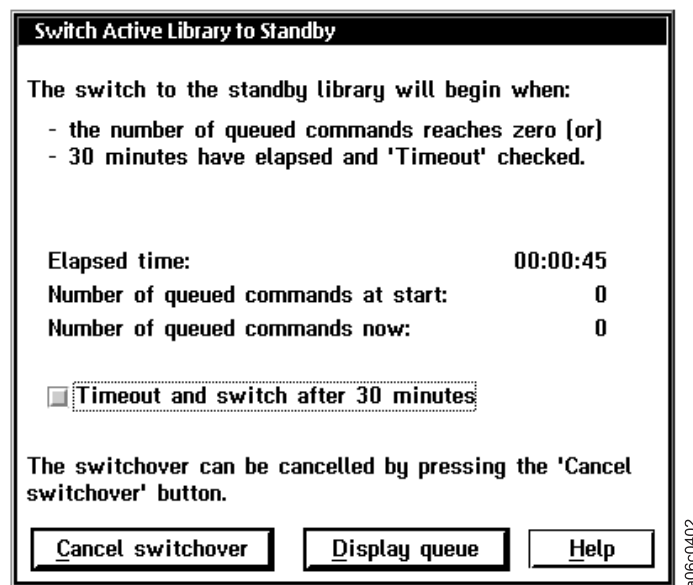 Switch Active Library to Standby
The switch to the standby library will begin when:
- the number of queued commands reaches zero (or)
- 30 minutes have elapsed and 'Timeout' checked.
Elapsed time: 00:00:45
Number of queued commands at start: 0
Number of queued commands now: 0
Timeout and switch after 30 minutes
The switchover can be cancelled by pressing the 'Cancel
switchover' button.
Cancel switchover Display queue Help
a06c0402